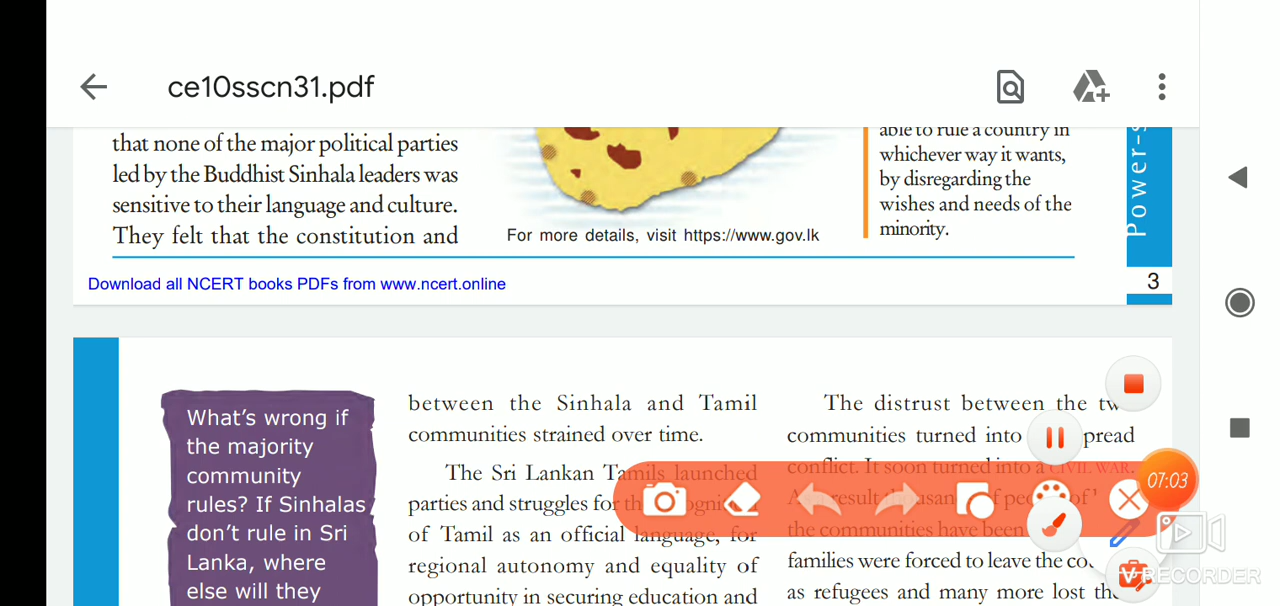 ce10sscn31.pdf
that none of the major political parties
led by the Buddhist Sinhala leaders was
sensitive to their language and culture.
They felt that the constitution and
For more details, visit https://www.gov.lk
able to rule a country in
whichever way it wants,
by disregarding the
wishes and needs of the
minority.
Power-s
Download all NCERT books PDFs from www.ncert.online
3
What's wrong if
the majority
community
rules? If Sinhalas
don't rule in Sri
Lanka, where
else will they
between the Sinhala and Tamil
communities strained over time.
The Sri Lankan Tamils launched
parties and struggles for
of Tamil as an official language, for
regional autonomy and equality of
opportunity in securing education and
The distrust between the
communities turned into
conflict. It soon turned into a CIVIL WAR.
the communities have been
families were forced to leave the
as refugees and many more lost
07:03
V RECORDER